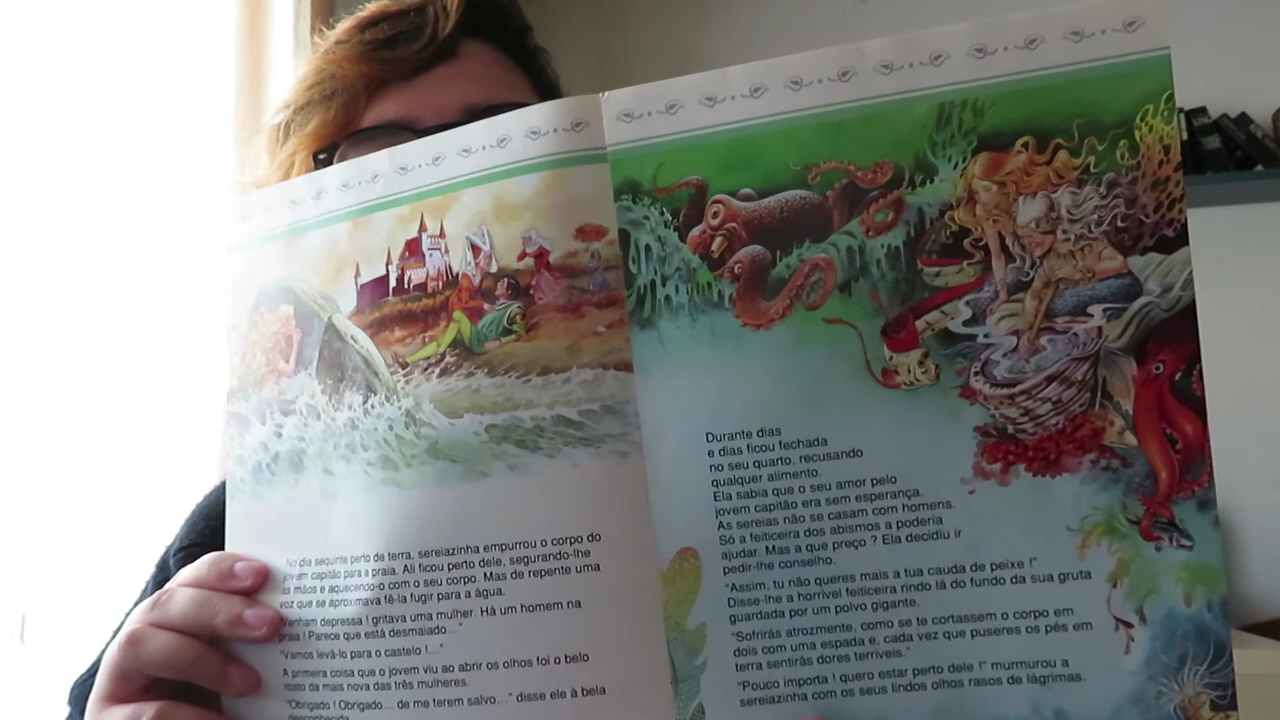 No dia seguinte perto de terra, sereiazinha empurrou o corpo do
jovem capitão para a praia. Ali ficou perto dele, segurando-lhe
as mãos e aquecendo-o com o seu corpo. Mas de repente uma
voz que se aproximava fê-la fugir para a água.
Venham depressa ! gritava uma mulher. Há um homem na
praia ! Parece que está desmaiado..."
"Vamos levá-lo para o castelo !..."
A primeira coisa que o jovem viu ao abrir os olhos foi o belo
rosto da mais nova das três mulheres.
"Obrigado ! Obrigado... de me terem salvo..." disse ele à bela
desconhecida.
Durante dias
e dias ficou fechada
no seu quarto, recusando
qualquer alimento.
Ela sabia que o seu amor pelo
jovem capitão era sem esperança.
As sereias não se casam com homens.
Só a feiticeira dos abismos a poderia
ajudar. Mas a que preço ? Ela decidiu ir
pedir-lhe conselho.
"Assim, tu não queres mais a tua cauda de peixe !"
Disse-lhe a horrível feiticeira rindo lá do fundo da sua gruta
guardada por um polvo gigante.
"Sofrirás atrozmente, como se te cortassem o corpo em
dois com uma espada e, cada vez que puseres os pés em
terra sentirás dores terríveis."
"Pouco importa ! quero estar perto dele !" murmurou a
sereiazinha com os seus lindos olhos rasos de lágrimas.